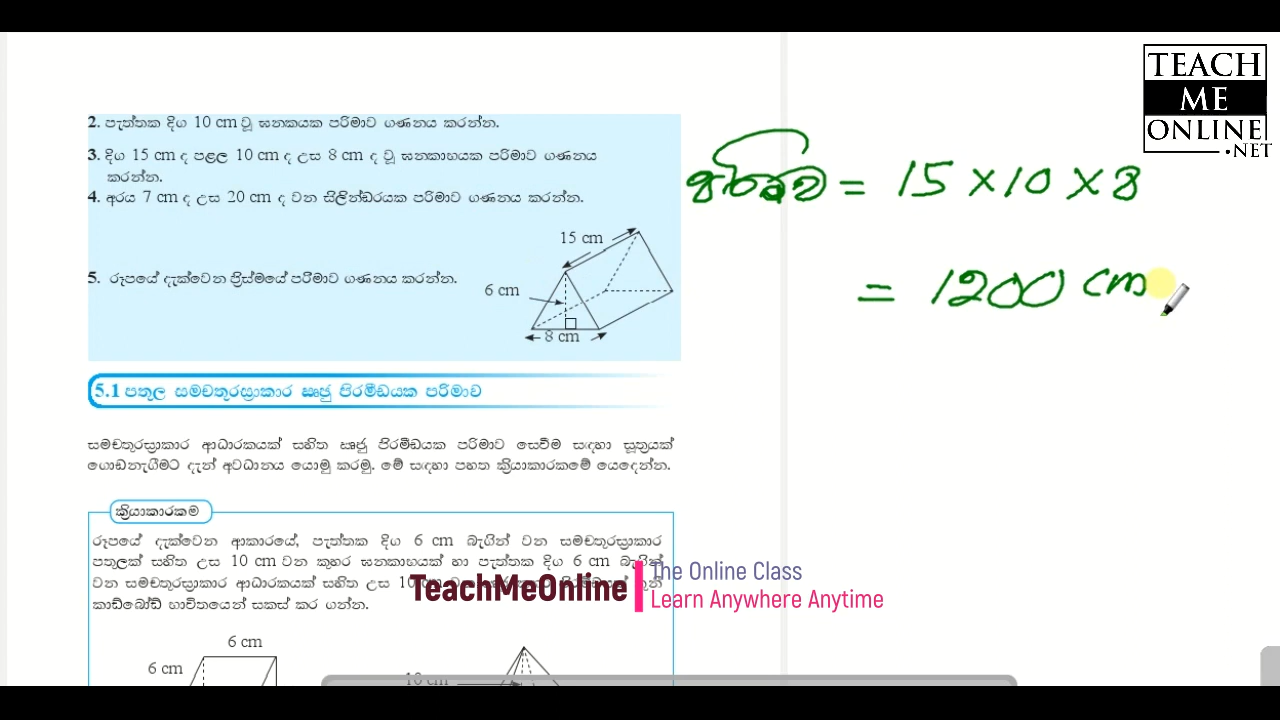 TEACH
ME
ONLINE
.NET
2. පැත්තක දිග 10 cm වූ ඝනකයක පරිමාව ගණනය කරන්න.
3. දිග 15 cm ද පළල 10 cm ද උස 8 cm ද වූ ඝනකාභයක පරිමාව ගණනය
කරන්න.
4. අරය 7 cm ද උස 20 cm ද වන සිලින්ඩරයක පරිමාව ගණනය කරන්න.
පරිමාව = 15 × 10 × 8
= 1200 cm
15 cm
5. රූපයේ දැක්වෙන ප්‍රිස්මයේ පරිමාව ගණනය කරන්න.
6 cm
8 cm
5.1 පතුල සමචතුරස්‍රාකාර ඍජු පිරමීඩයක පරිමාව
සමචතුරස්‍රාකාර ආධාරකයක් සහිත ඍජු පිරමීඩයක පරිමාව සෙවීම සඳහා සූත්‍රයක්
ගොඩනැගීමට දැන් අවධානය යොමු කරමු. මේ සඳහා පහත ක්‍රියාකාරකමේ යෙදෙන්න.
ක්‍රියාකාරකම
රූපයේ දැක්වෙන ආකාරයේ, පැත්තක දිග 6 cm බැගින් වන සමචතුරස්‍රාකාර
පතුලක් සහිත උස 10 cm වන කුහර ඝනකාභයක් හා පැත්තක දිග 6 cm බැගින්
වන සමචතුරස්‍රාකාර ආධාරකයක් සහිත උස 10 cm
කාඩ්බෝඩ් භාවිතයෙන් සකස් කර ගන්න.
TeachMeOnline
The Online Class
Learn Anywhere Anytime
6 cm
6 cm
10 cm